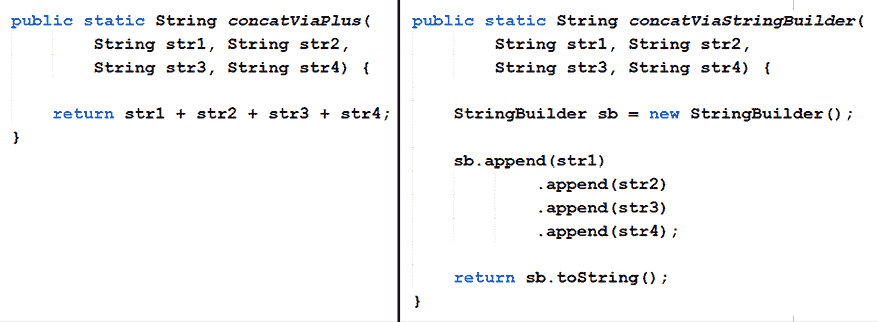 public static String concatViaPlus(
String str1, String str2,
String str3, String str4) {
return str1 + str2 + str3 + str4;
}
public static String concatViaStringBuilder(
String str1, String str2,
String str3, String str4) {
StringBuilder sb = new StringBuilder();
sb.append(str1)
.append(str2)
.append(str3)
.append(str4);
return sb.toString();
}